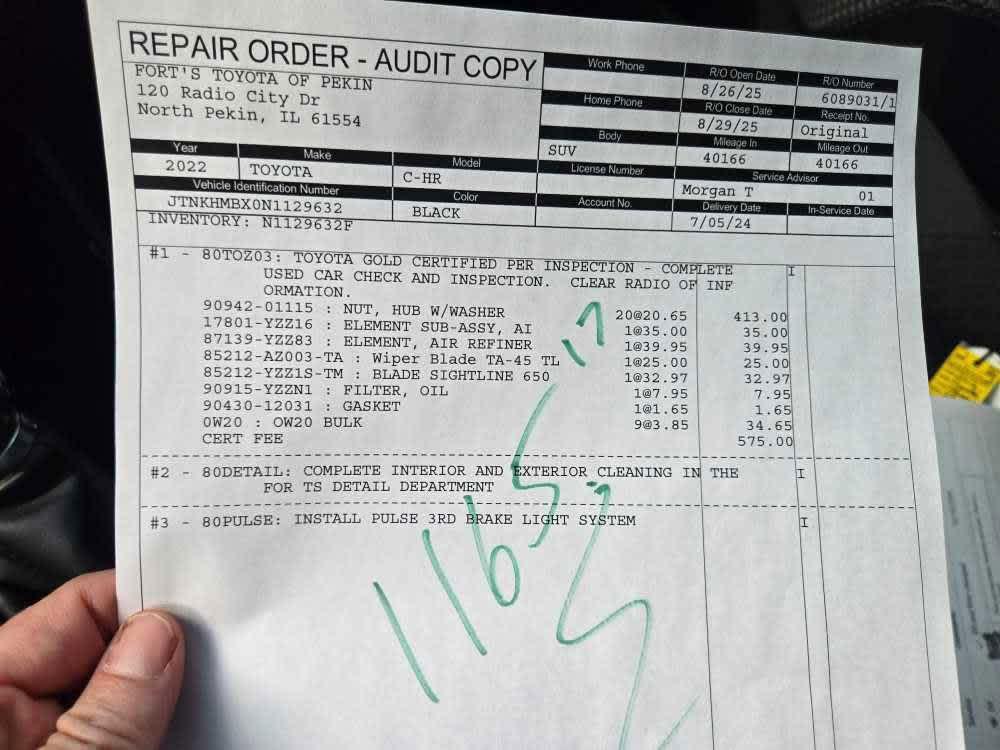 REPAIR ORDER - AUDIT COPY
FORT'S TOYOTA OF PEKIN
120 Radio City Dr
North Pekin, IL 61554
Work Phone
R/O Open Date
R/O Number
8/26/25
6089031/1
Home Phone
R/O Close Date
Receipt No.
8/29/25
Original
Body
Mileage In
Mileage Out
SUV
40166
40166
Year
Make
Model
License Number
Service Advisor
2022
TOYOTA
C-HR
Morgan T
01
Vehicle Identification Number
Color
Account No.
Delivery Date
In-Service Date
JTNKHMBX0N1129632
BLACK
7/05/24
INVENTORY: N1129632F
#1 - 80TOZ03: TOYOTA GOLD CERTIFIED PER INSPECTION - COMPLETE I
USED CAR CHECK AND INSPECTION. CLEAR RADIO OF INF
ORMATION.
90942-01115 : NUT, HUB W/WASHER 20@20.65 413.00
17801-YZZ16 : ELEMENT SUB-ASSY, AI 1@35.00 35.00
87139-YZZ83 : ELEMENT, AIR REFINER 1@39.95 39.95
85212-AZ003-TA : Wiper Blade TA-45 TL 1@25.00 25.00
85212-YZZ1S-TM : BLADE SIGHTLINE 650 1@32.97 32.97
90915-YZZN1 : FILTER, OIL 1@7.95 7.95
90430-12031 : GASKET 1@1.65 1.65
0W20 : OW20 BULK 9@3.85 34.65
CERT FEE 575.00
#2 - 80DETAIL: COMPLETE INTERIOR AND EXTERIOR CLEANING IN THE I
FOR TS DETAIL DEPARTMENT
#3 - 80PULSE: INSTALL PULSE 3RD BRAKE LIGHT SYSTEM I
1165.17